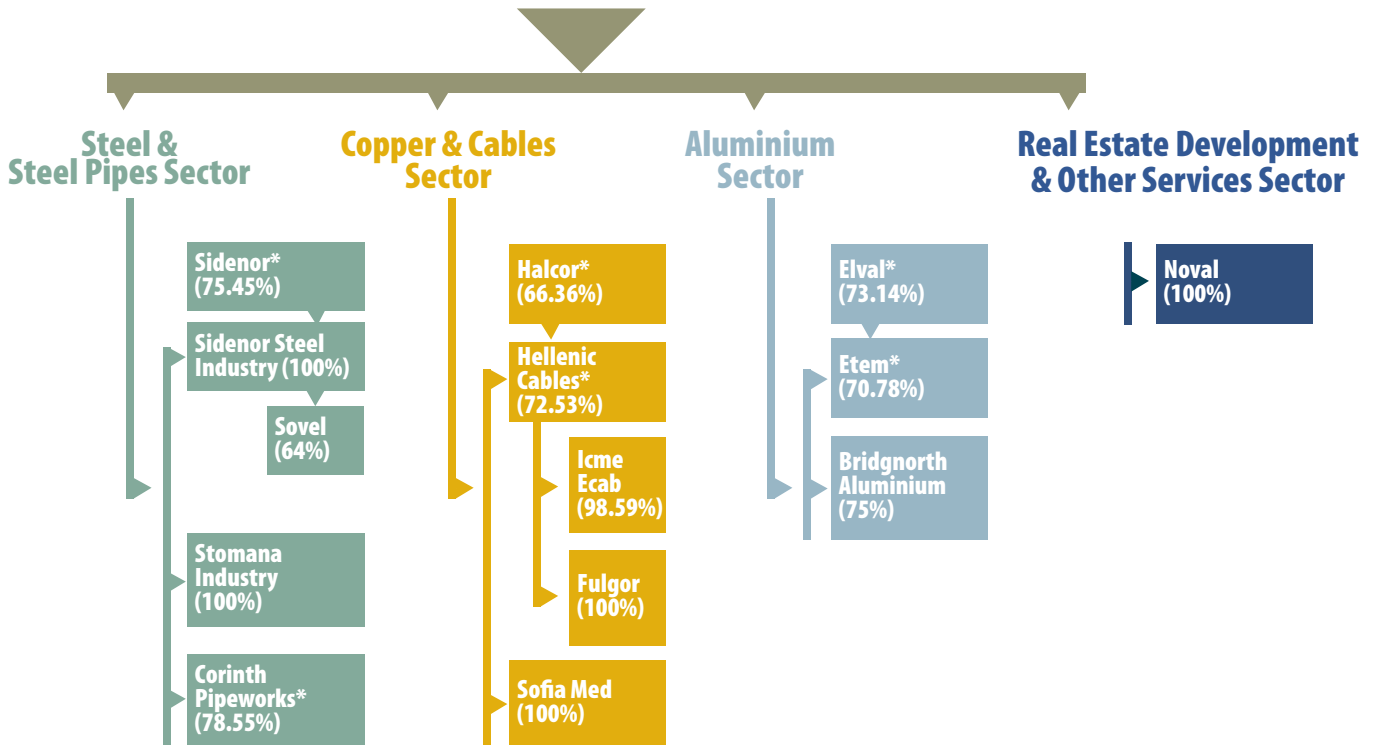 Steel &
Steel Pipes Sector
Sidenor*
(75.45%)
Sidenor Steel
Industry (100%)
Sovel
(64%)
Stomana
Industry
(100%)
Corinth
Pipeworks*
(78.55%)
Copper & Cables
Sector
Halcor*
(66.36%)
Hellenic
Cables*
(72.53%)
Icme
Ecab
(98.59%)
Fulgor
(100%)
Sofia Med
(100%)
Aluminium
Sector
Elval*
(73.14%)
Etem*
(70.78%)
Bridgnorth
Aluminium
(75%)
Real Estate Development
& Other Services Sector
Noval
(100%)